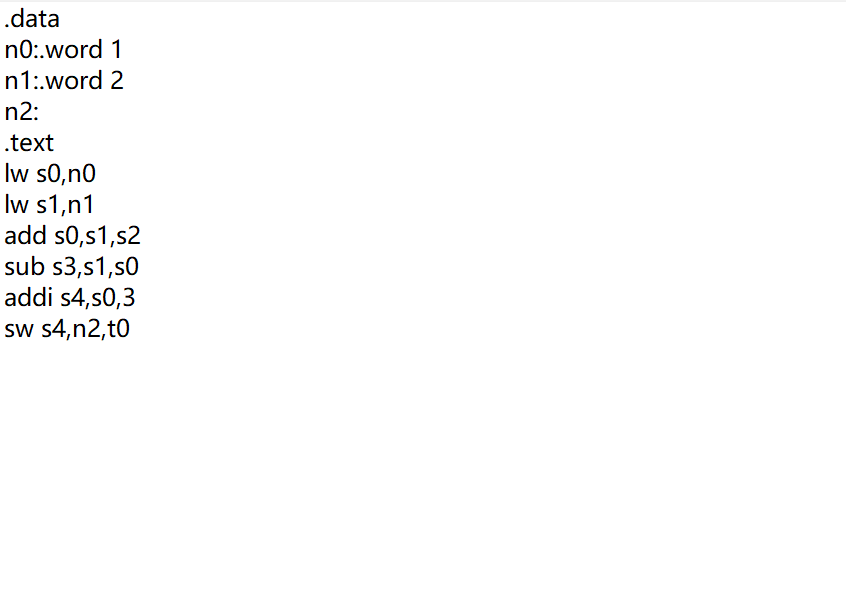 .data
n0:.word 1
n1:.word 2
n2:
.text
lw s0,n0
lw s1,n1
add s0,s1,s2
sub s3,s1,s0
addi s4,s0,3
sw s4,n2,t0